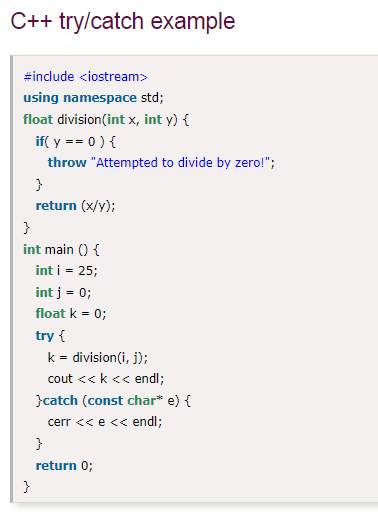 C++ try/catch example
#include <iostream>
using namespace std;
float division(int x, int y) {
if( y == 0 ) {
throw "Attempted to divide by zero!";
}
return (x/y);
}
int main () {
int i = 25;
int j = 0;
float k = 0;
try {
k = division(i, j);
cout << k << endl;
}catch (const char* e) {
cerr << e << endl;
}
return 0;
}